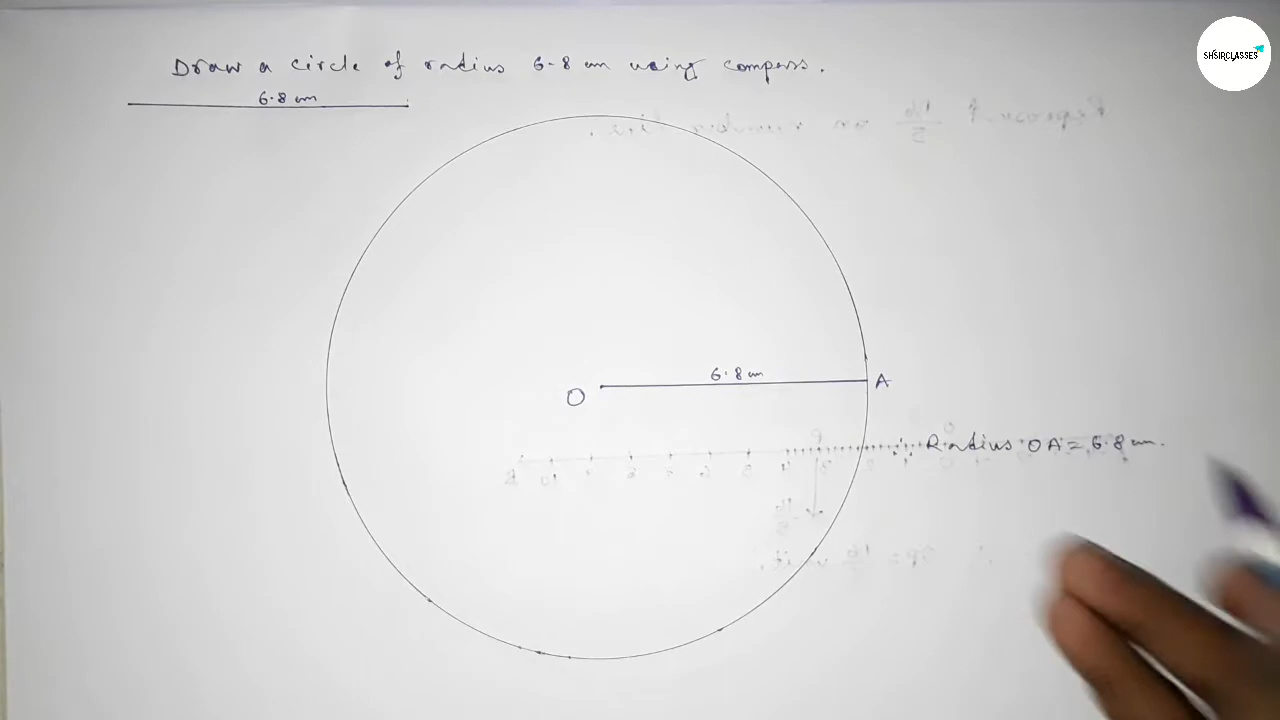 Draw a circle of radius 6.8 cm using compass.
6.8 cm
SHSIRCLASSES
6.8 cm
O
A
Radius OA = 6.8 cm.